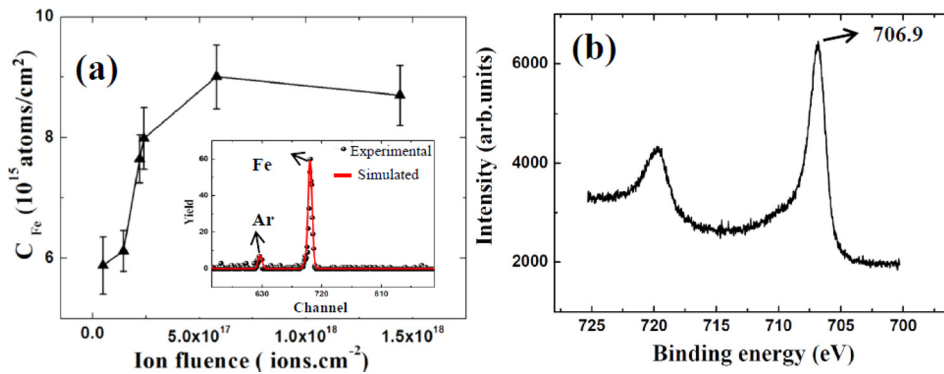 (a)
10
8
6
C Fe (10^15 atoms/cm^2)
0.0
5.0x10^17
1.0x10^18
1.5x10^18
Ion fluence ( ions.cm^-2)
Fe
Experimental
Simulated
Ar
Yield
60
40
20
0
630
720
810
Channel
(b)
706.9
6000
4000
2000
Intensity (arb.units)
725
720
715
710
705
700
Binding energy (eV)